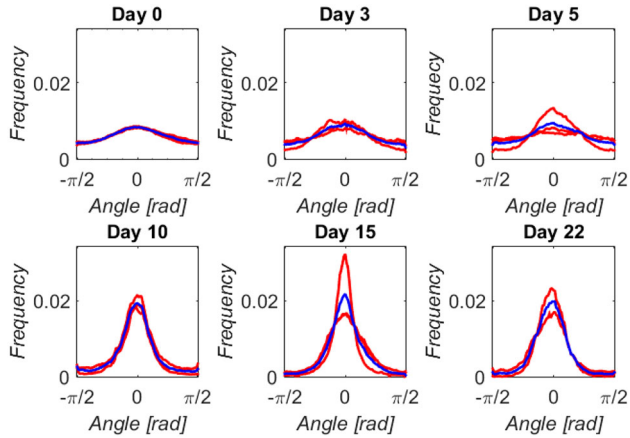 Day 0
Day 3
Day 5
Frequency
0.02
0
-π/2
0
π/2
Angle [rad]
Frequency
0.02
0
-π/2
0
π/2
Angle [rad]
Frequecy
0.02
0
-π/2
0
π/2
Angle [rad]
Day 10
Day 15
Day 22
Frequency
0.02
0
-π/2
0
π/2
Angle [rad]
Frequency
0.02
0
-π/2
0
π/2
Angle [rad]
Frequency
0.02
0
-π/2
0
π/2
Angle [rad]